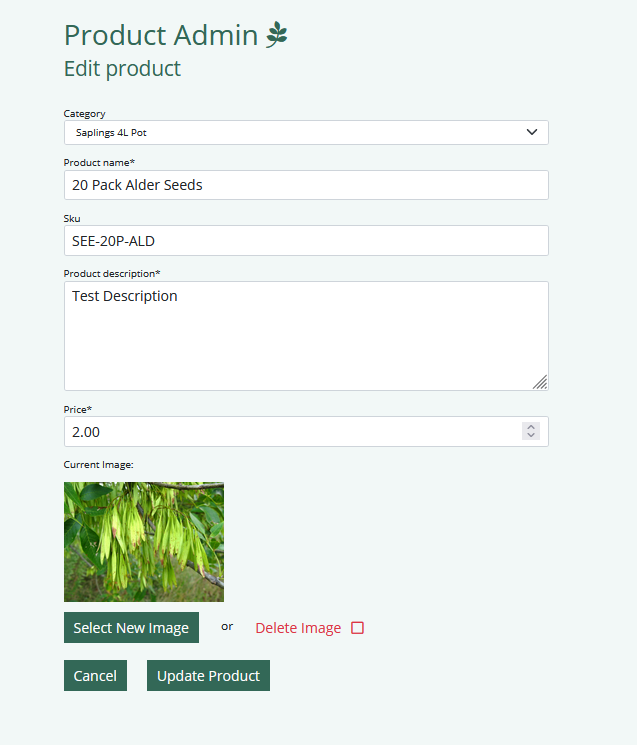 Product Admin
Edit product
Category
Saplings 4L Pot
Product name*
20 Pack Alder Seeds
Sku
SEE-20P-ALD
Product description*
Test Description
Price*
2.00
Current Image:
Select New Image or Delete Image
Cancel Update Product